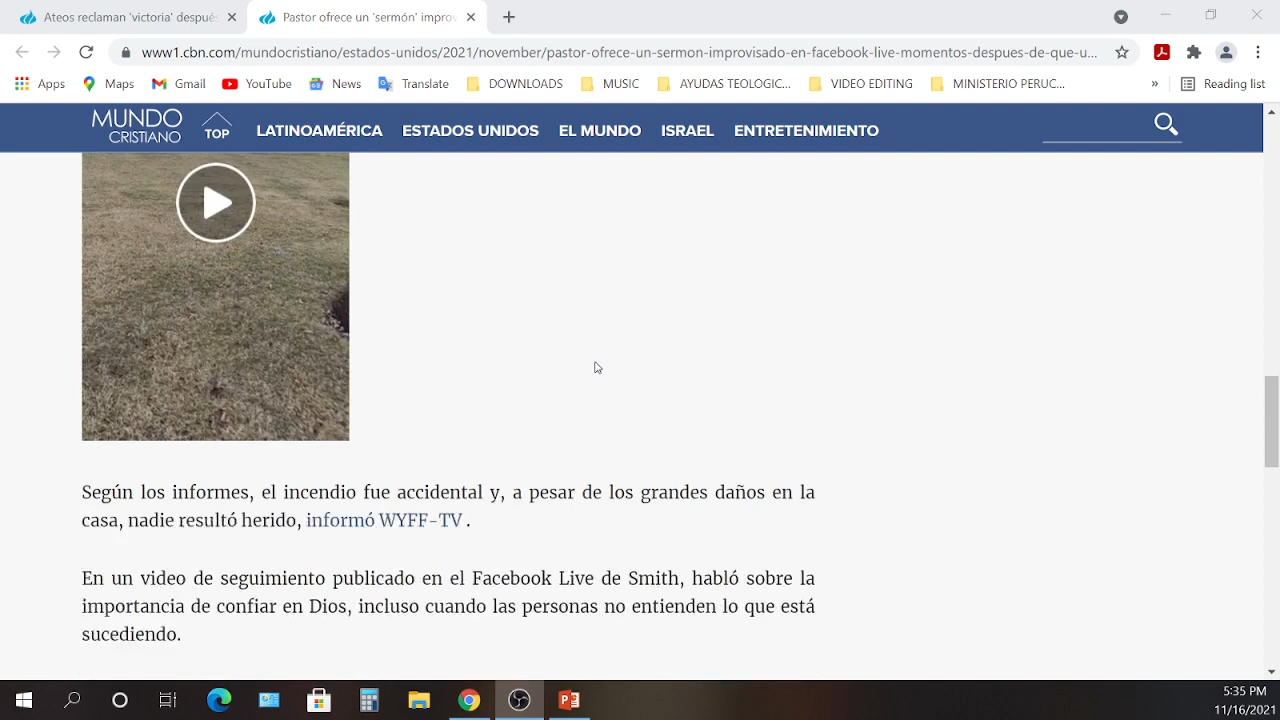 Ateos reclaman 'victoria' despué
Pastor ofrece un 'sermón' improv
www1.cbn.com/mundocristiano/estados-unidos/2021/november/pastor-ofrece-un-sermon-improvisado-en-facebook-live-momentos-despues-de-que-u...
Apps Maps Gmail YouTube News Translate DOWNLOADS MUSIC AYUDAS TEOLOGIC... VIDEO EDITING MINISTERIO PERUC... » Reading list
MUNDO
CRISTIANO
TOP LATINOAMÉRICA ESTADOS UNIDOS EL MUNDO ISRAEL ENTRETENIMIENTO
Según los informes, el incendio fue accidental y, a pesar de los grandes daños en la
casa, nadie resultó herido, informó WYFF-TV .
En un video de seguimiento publicado en el Facebook Live de Smith, habló sobre la
importancia de confiar en Dios, incluso cuando las personas no entienden lo que está
sucediendo.
5:35 PM
11/16/2021